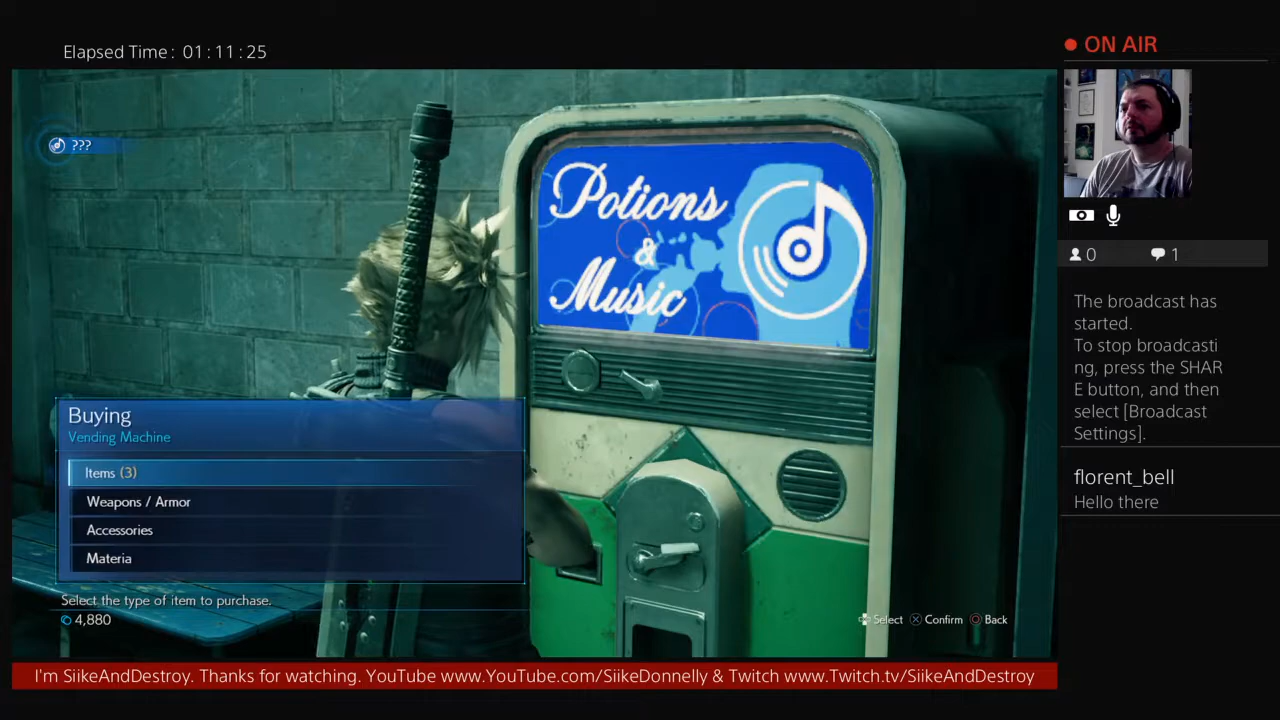 Elapsed Time: 01:11:25
ON AIR
???
Potions
&
Music
0
1
The broadcast has
started.
To stop broadcasti
ng, press the SHAR
E button, and then
select [Broadcast
Settings].
florent_bell
Hello there
Buying
Vending Machine
Items (3)
Weapons / Armor
Accessories
Materia
Select the type of item to purchase.
4,880
Select Confirm Back
I'm SiikeAndDestroy. Thanks for watching. YouTube www.YouTube.com/SiikeDonnelly & Twitch www.Twitch.tv/SiikeAndDestroy